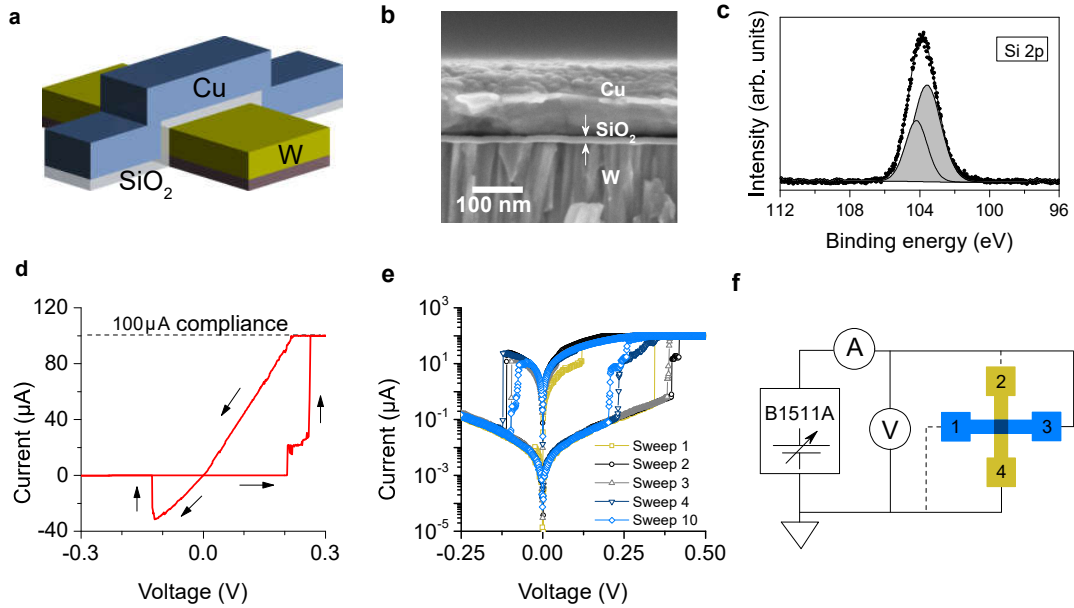 a
Cu
W
SiO₂
b
Cu
SiO₂
W
100 nm
c
Intensity (arb. units)
Si 2p
112 108 104 100 96
Binding energy (eV)
d
Current (µA)
120
100µA compliance
80
40
0
-40
-0.3 0.0 0.3
Voltage (V)
e
Current (µA)
10³
10¹
10⁻¹
10⁻³
10⁻⁵
Sweep 1
Sweep 2
Sweep 3
Sweep 4
Sweep 10
-0.25 0.00 0.25 0.50
Voltage (V)
f
A
B1511A
V
2
1 3
4